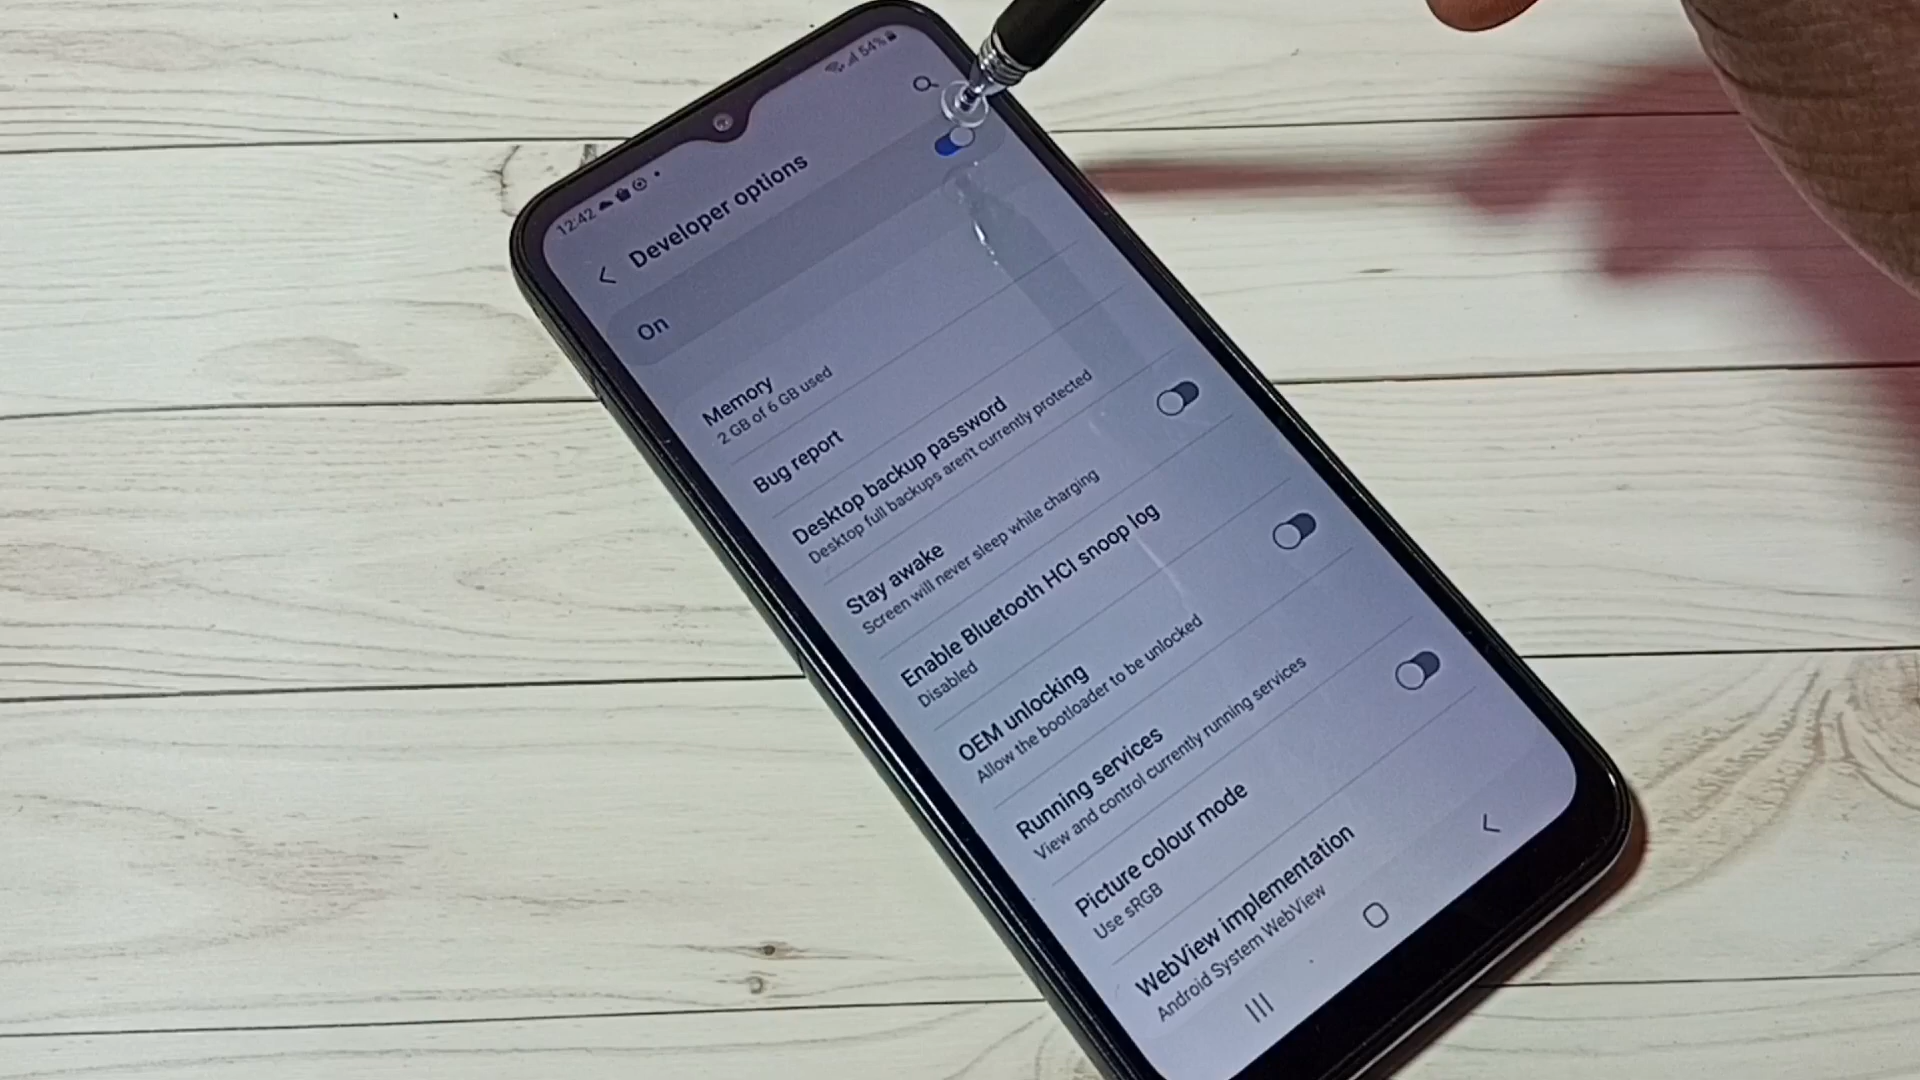 12:42
54%
Developer options
On
Memory
2 GB of 6 GB used
Bug report
Desktop backup password
Desktop full backups aren't currently protected
Stay awake
Screen will never sleep while charging
Enable Bluetooth HCI snoop log
Disabled
OEM unlocking
Allow the bootloader to be unlocked
Running services
View and control currently running services
Picture colour mode
Use sRGB
WebView implementation
Android System WebView